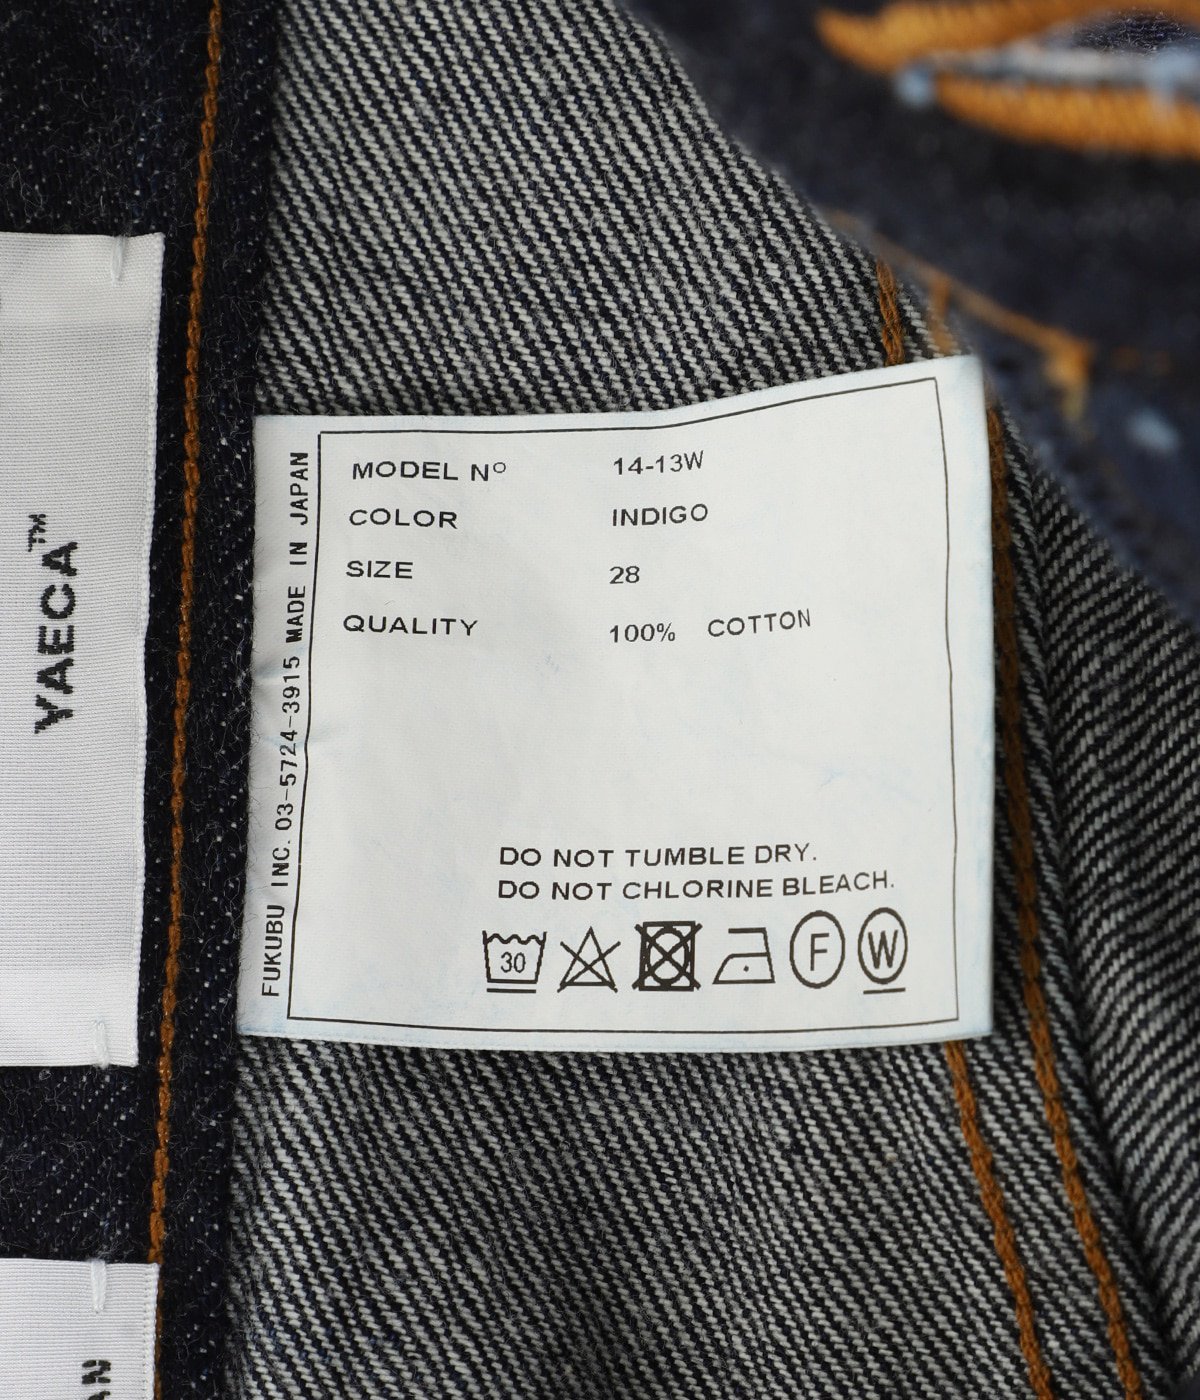 YAECA™
FUKUBU INC. 03-5724-3915 MADE IN JAPAN
MODEL Nº 14-13W
COLOR INDIGO
SIZE 28
QUALITY 100% COTTON
DO NOT TUMBLE DRY.
DO NOT CHLORINE BLEACH.
30 F W